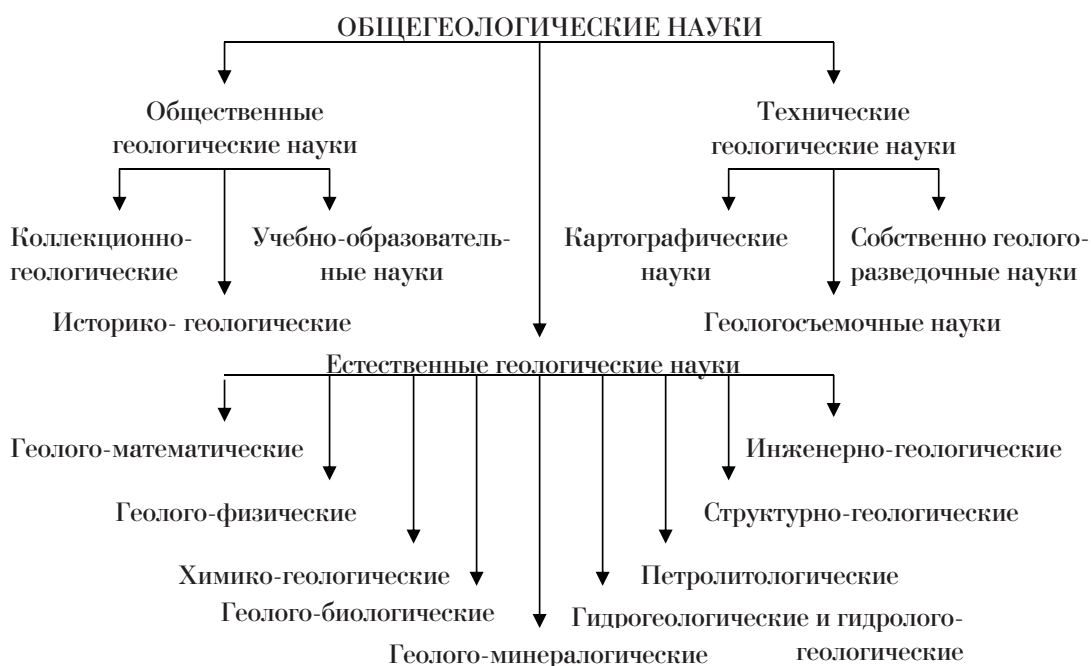 ОБЩЕГЕОЛОГИЧЕСКИЕ НАУКИ
Общественные
геологические науки
Технические
геологические науки
Коллекционно-
геологические
Учебно-образователь-
ные науки
Картографические
науки
Собственно геолого-
разведочные науки
Историко- геологические
Геологосъемочные науки
Естественные геологические науки
Геолого-математические
Инженерно-геологические
Геолого-физические
Структурно-геологические
Химико-геологические
Петролитологические
Геолого-биологические
Гидрогеологические и гидролого-
геологические
Геолого-минералогические